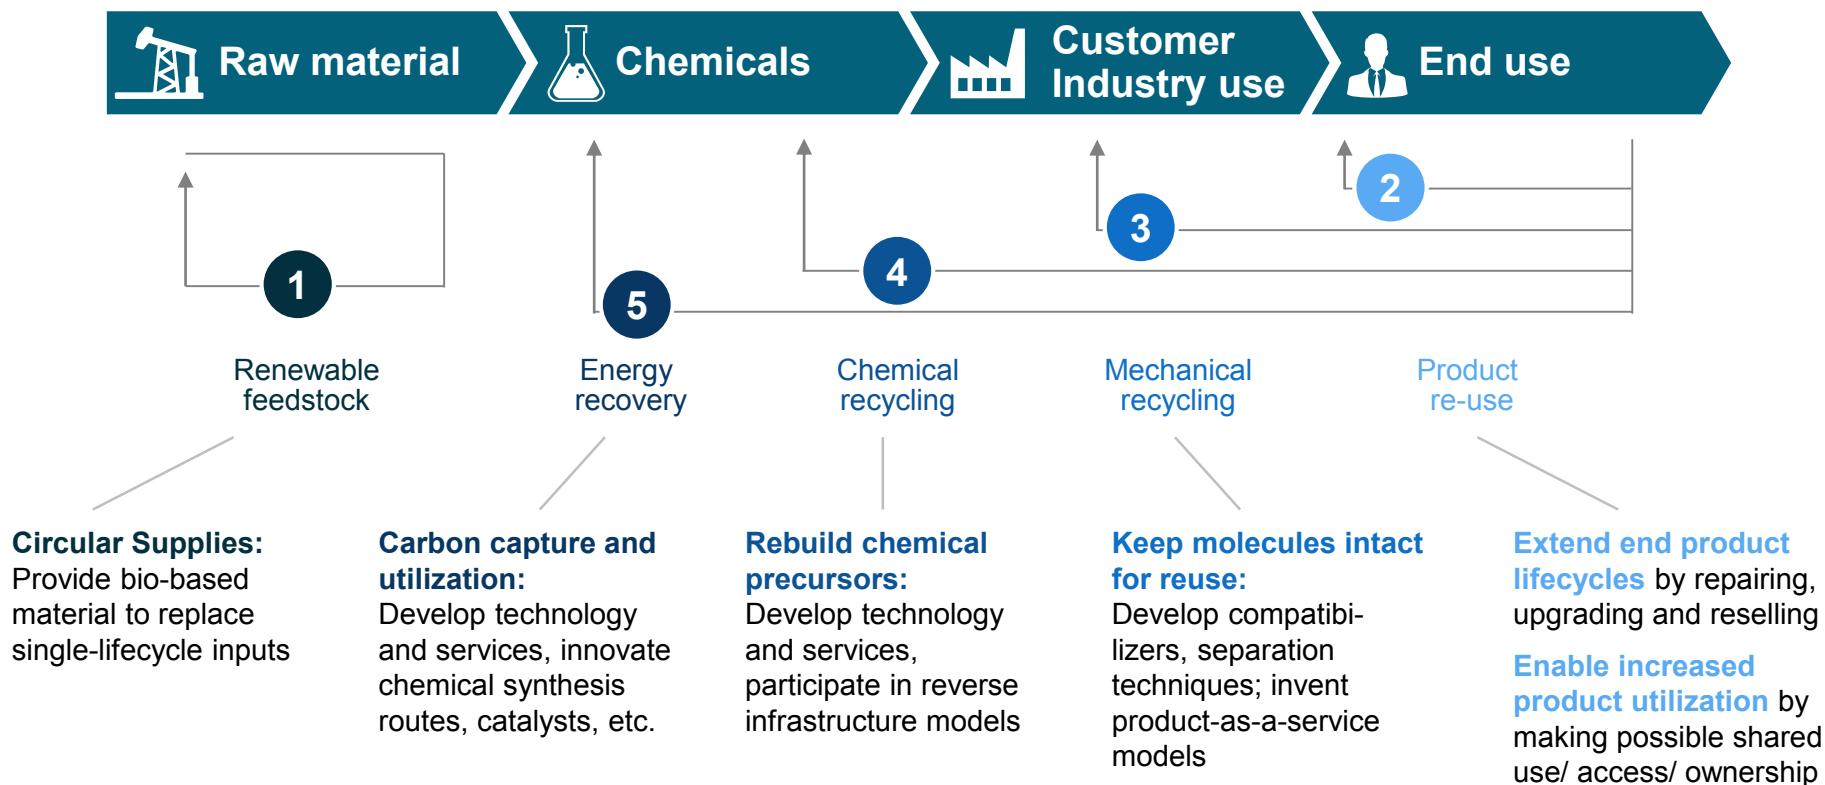 Raw material
Chemicals
Customer
Industry use
End use
1
2
3
4
5
Renewable
feedstock
Energy
recovery
Chemical
recycling
Mechanical
recycling
Product
re-use
Circular Supplies:
Provide bio-based
material to replace
single-lifecycle inputs
Carbon capture and
utilization:
Develop technology
and services, innovate
chemical synthesis
routes, catalysts, etc.
Rebuild chemical
precursors:
Develop technology
and services,
participate in reverse
infrastructure models
Keep molecules intact
for reuse:
Develop compatibi-
lizers, separation
techniques; invent
product-as-a-service
models
Extend end product
lifecycles by repairing,
upgrading and reselling
Enable increased
product utilization by
making possible shared
use/ access/ ownership